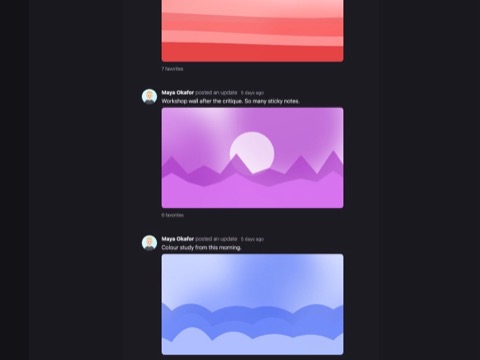 7 favorites
Maya Okafor posted an update 5 days ago
Workshop wall after the critique. So many sticky notes.
6 favorites
Maya Okafor posted an update 5 days ago
Colour study from this morning.